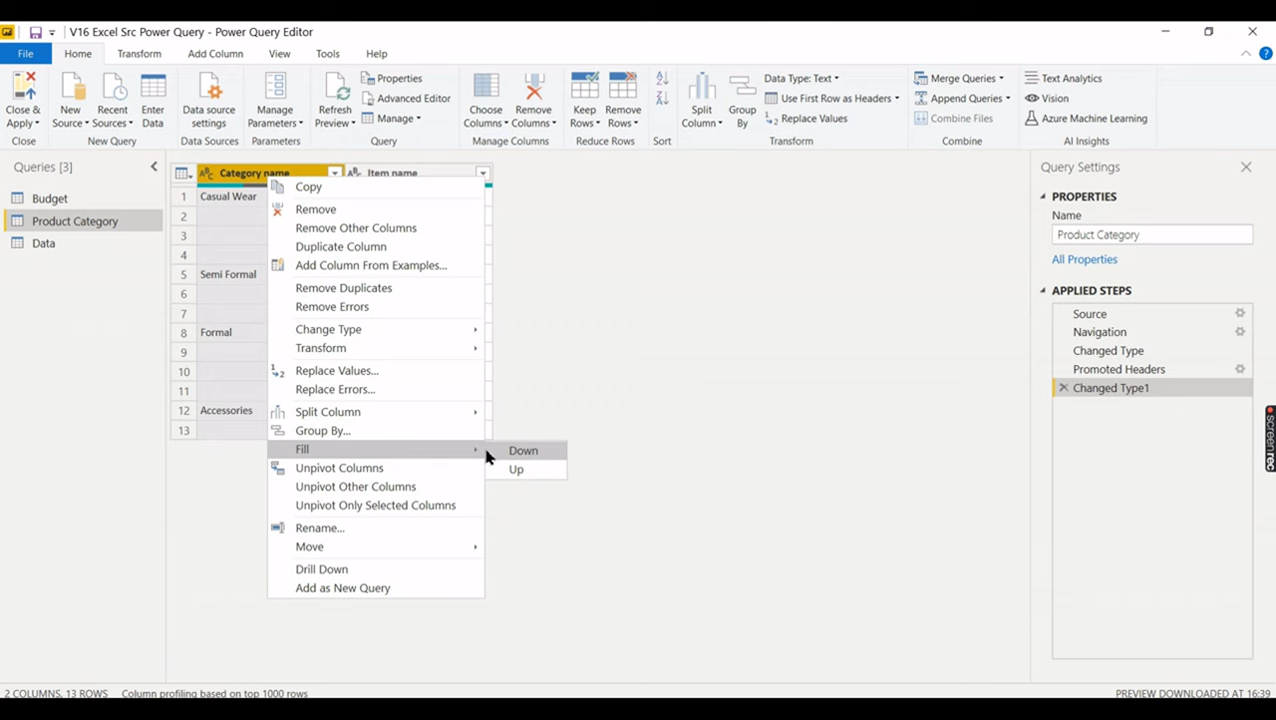 V16 Excel Src Power Query - Power Query Editor
File Home Transform Add Column View Tools Help
Close & Apply
New Source
Recent Sources
Enter Data
Data source settings
Manage Parameters
Refresh Preview
Properties
Advanced Editor
Manage
Choose Columns
Remove Columns
Keep Rows
Remove Rows
A
Z
Z
A
Split Column
Group By
Data Type: Text
Use First Row as Headers
1
2
Replace Values
Merge Queries
Append Queries
Combine Files
Text Analytics
Vision
Azure Machine Learning
Close New Query Data Sources Parameters Query Manage Columns Reduce Rows Sort Transform Combine AI Insights
Queries [3]
Budget
Product Category
Data
ABC Category name ABC Item name
1 Casual Wear
2
3
4
5 Semi Formal
6
7
8 Formal
9
10
11
12 Accessories
13
Copy
Remove
Remove Other Columns
Duplicate Column
Add Column From Examples...
Remove Duplicates
Remove Errors
Change Type
Transform
1 2 Replace Values...
Replace Errors...
Split Column
Group By...
Fill
Unpivot Columns
Unpivot Other Columns
Unpivot Only Selected Columns
Rename...
Move
Drill Down
Add as New Query
Down
Up
Query Settings
PROPERTIES
Name
Product Category
All Properties
APPLIED STEPS
Source
Navigation
Changed Type
Promoted Headers
Changed Type1
screenrec
2 COLUMNS, 13 ROWS Column profiling based on top 1000 rows PREVIEW DOWNLOADED AT 16:39